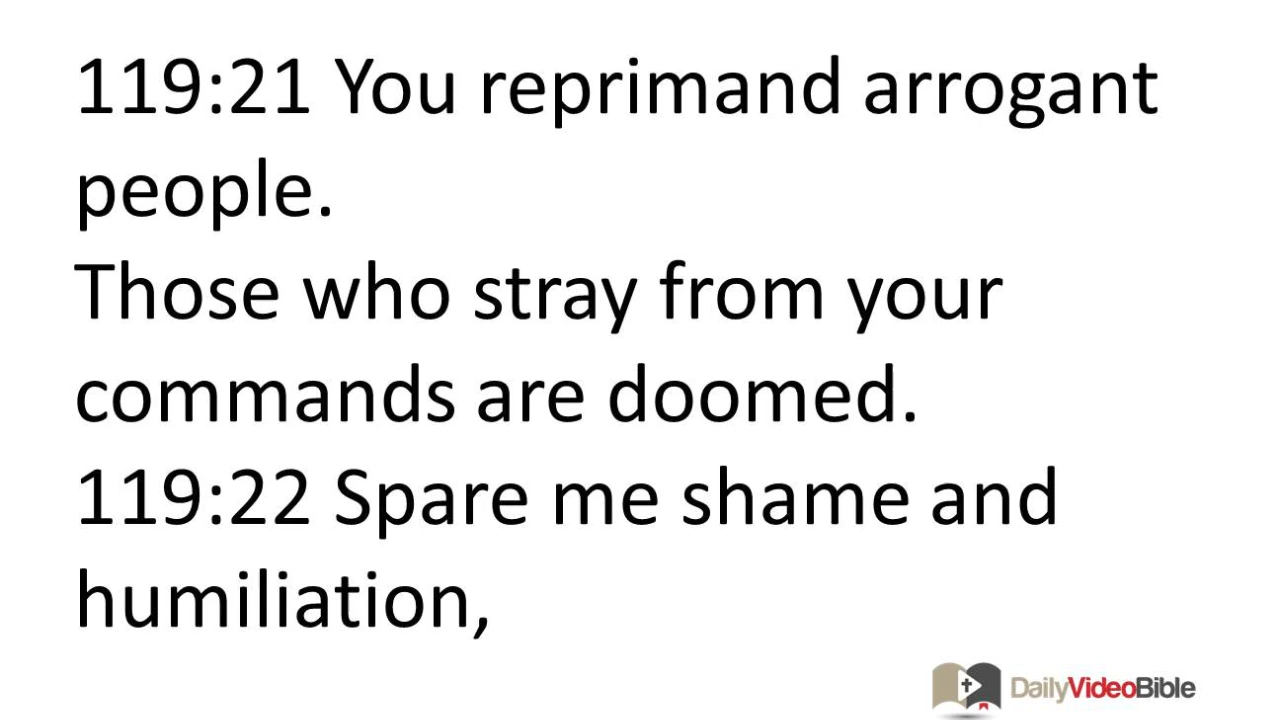 119:21 You reprimand arrogant
people.
Those who stray from your
commands are doomed.
119:22 Spare me shame and
humiliation,
DailyVideoBible